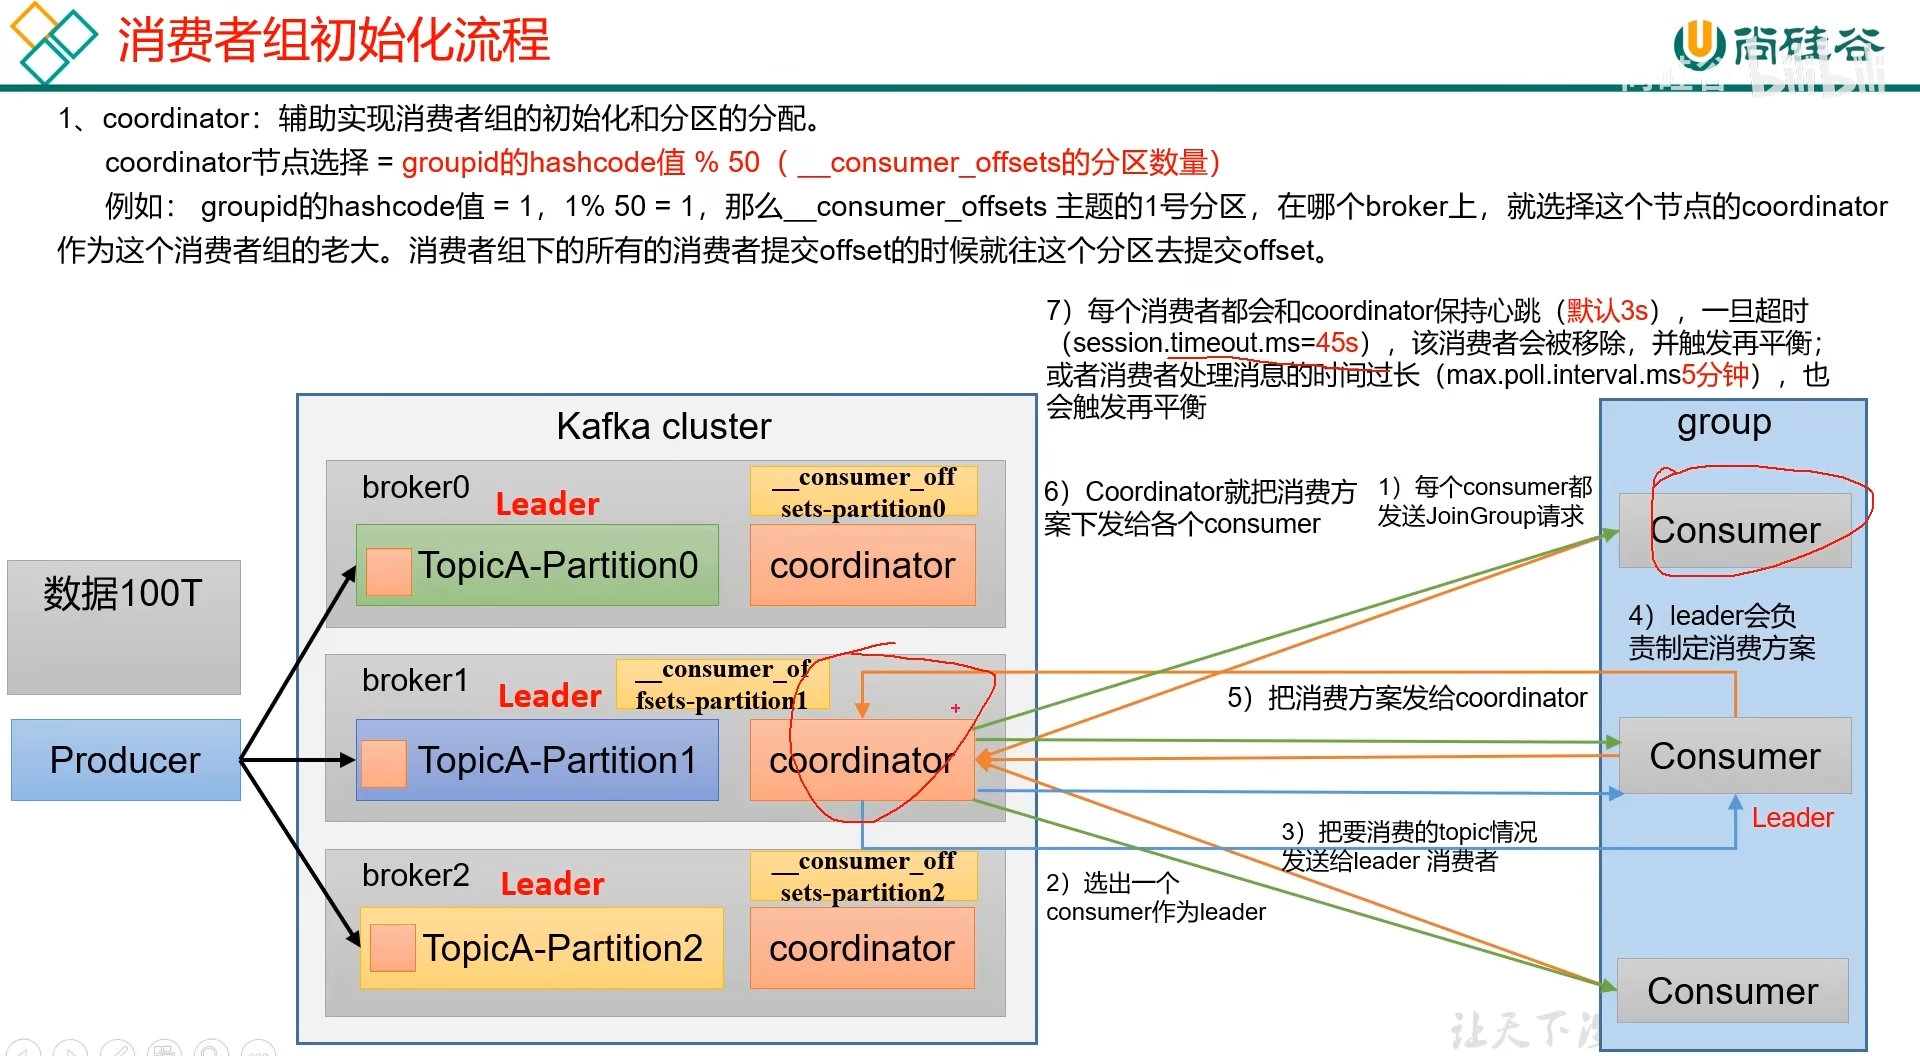 消费者组初始化流程
尚硅谷
尚硅谷 bilibili
1、coordinator：辅助实现消费者组的初始化和分区的分配。
coordinator节点选择 = groupid的hashcode值 % 50（ __consumer_offsets的分区数量）
例如： groupid的hashcode值 = 1，1% 50 = 1，那么__consumer_offsets 主题的1号分区，在哪个broker上，就选择这个节点的coordinator
作为这个消费者组的老大。消费者组下的所有的消费者提交offset的时候就往这个分区去提交offset。
7）每个消费者都会和coordinator保持心跳（默认3s），一旦超时
（session.timeout.ms=45s），该消费者会被移除，并触发再平衡；
或者消费者处理消息的时间过长（max.poll.interval.ms5分钟），也
会触发再平衡
Kafka cluster
group
broker0
Leader
__consumer_off
sets-partition0
TopicA-Partition0
coordinator
6）Coordinator就把消费方
案下发给各个consumer
1）每个consumer都
发送JoinGroup请求
Consumer
数据100T
4）leader会负
责制定消费方案
broker1
Leader
__consumer_of
fsets-partition1
5）把消费方案发给coordinator
Producer
TopicA-Partition1
coordinator
Consumer
Leader
3）把要消费的topic情况
发送给leader 消费者
broker2
Leader
__consumer_off
sets-partition2
2）选出一个
consumer作为leader
TopicA-Partition2
coordinator
Consumer
让天下